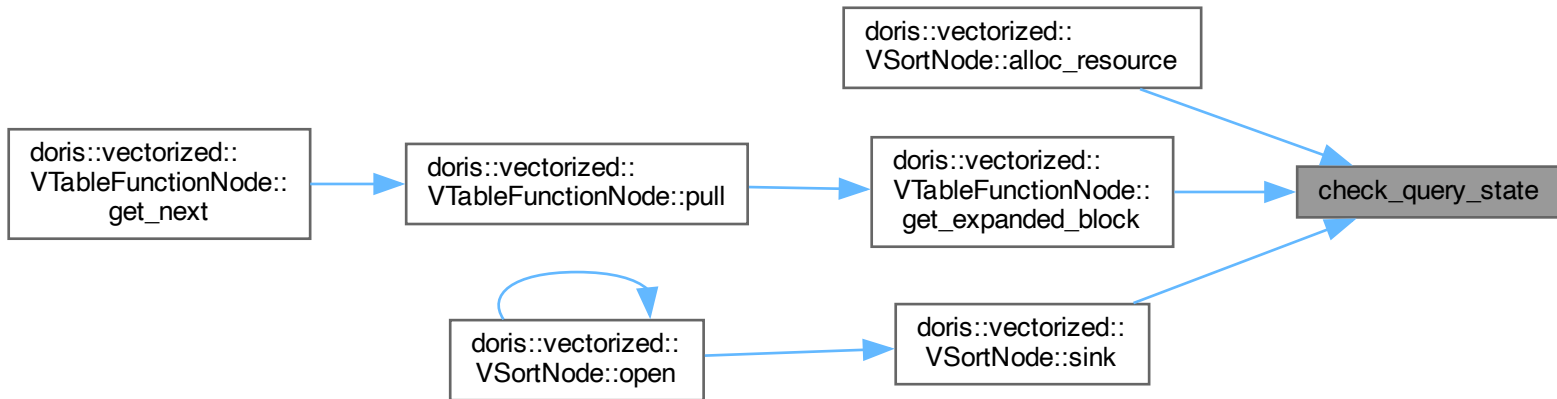 doris::vectorized::
VSortNode::alloc_resource
doris::vectorized::
VTableFunctionNode::
get_next
doris::vectorized::
VTableFunctionNode::pull
doris::vectorized::
VTableFunctionNode::
get_expanded_block
check_query_state
doris::vectorized::
VSortNode::open
doris::vectorized::
VSortNode::sink